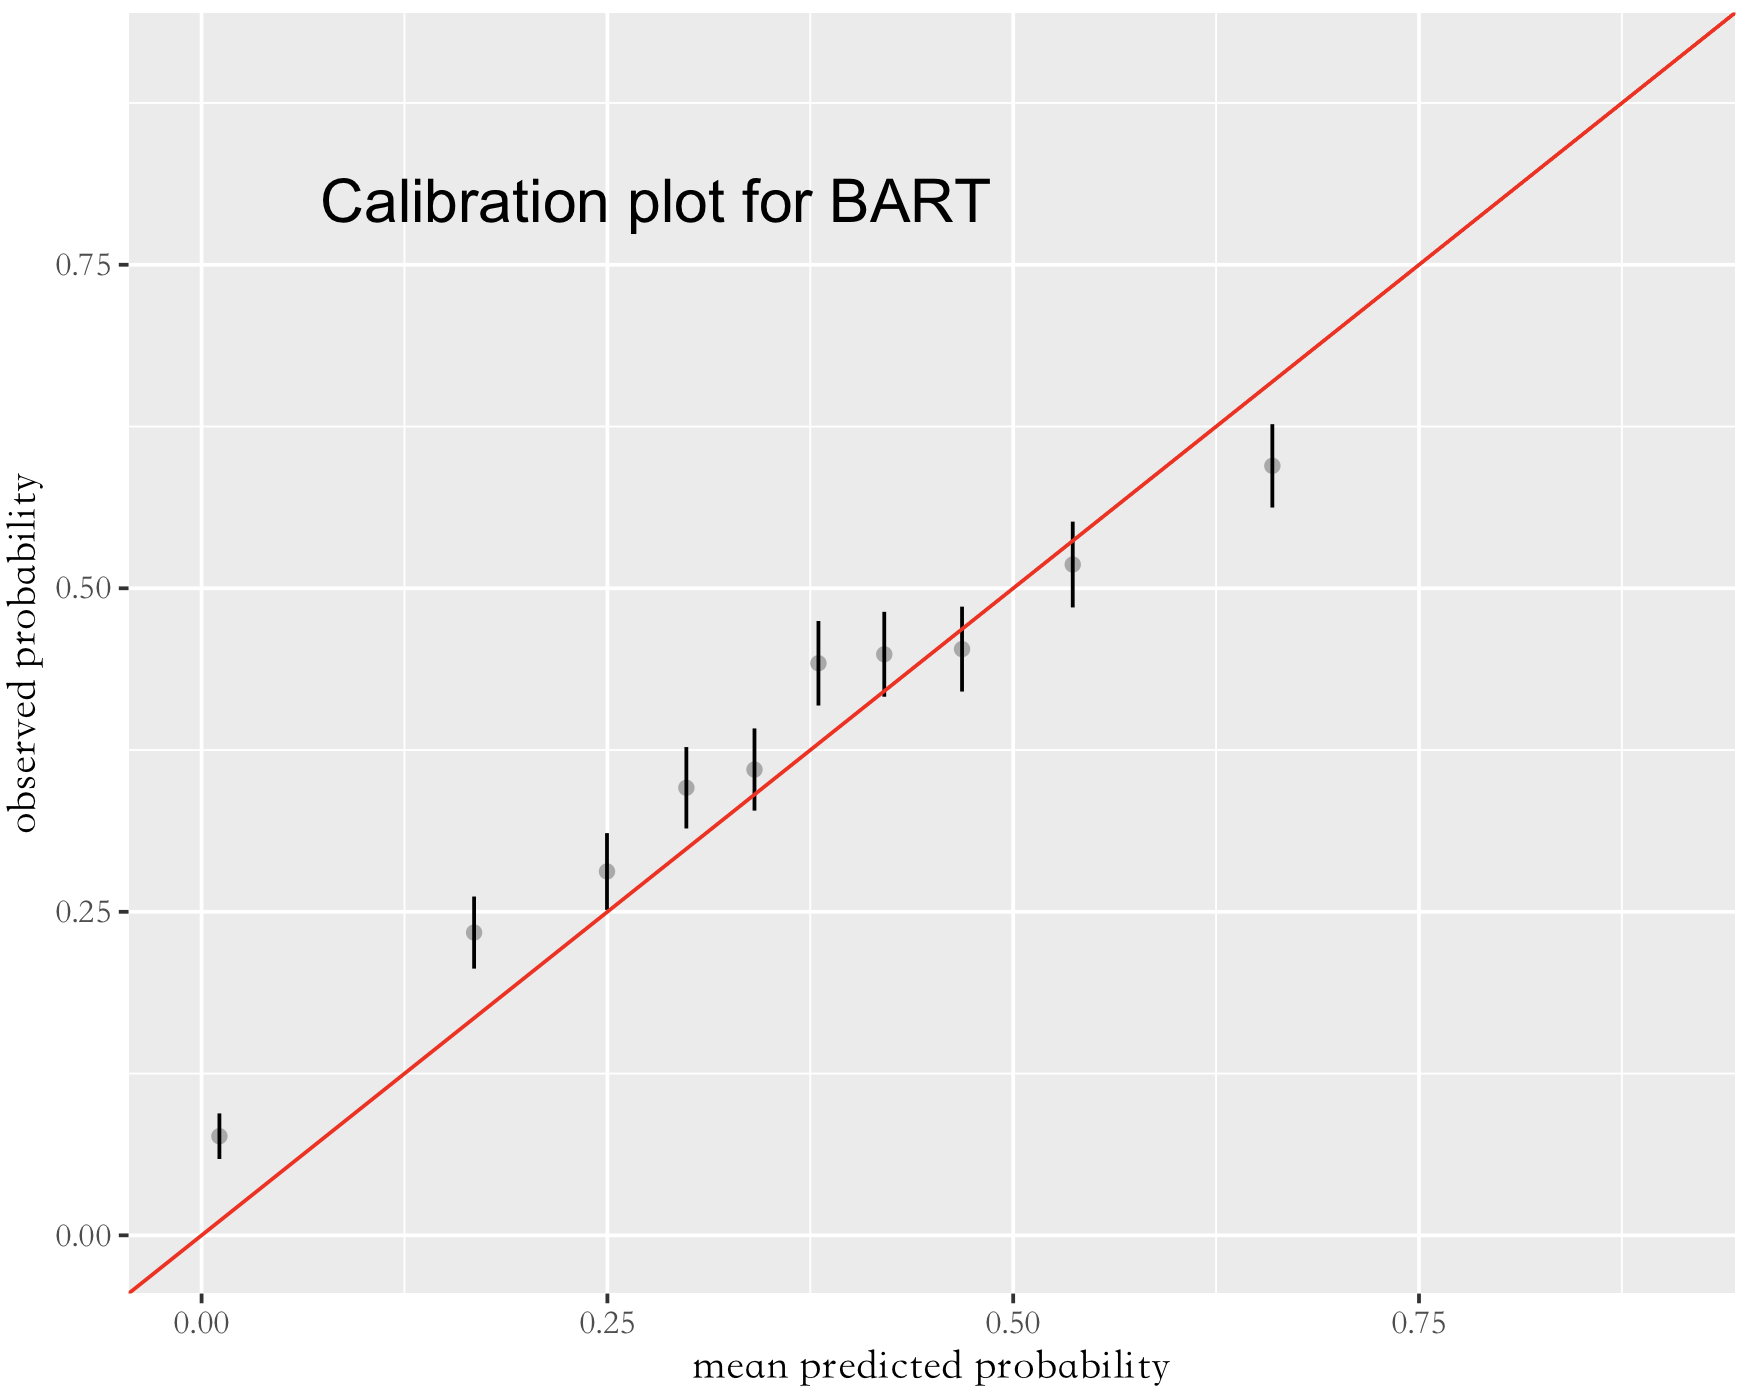 Calibration plot for BART
observed probability
0.75
0.50
0.25
0.00
0.00 0.25 0.50 0.75
mean predicted probability